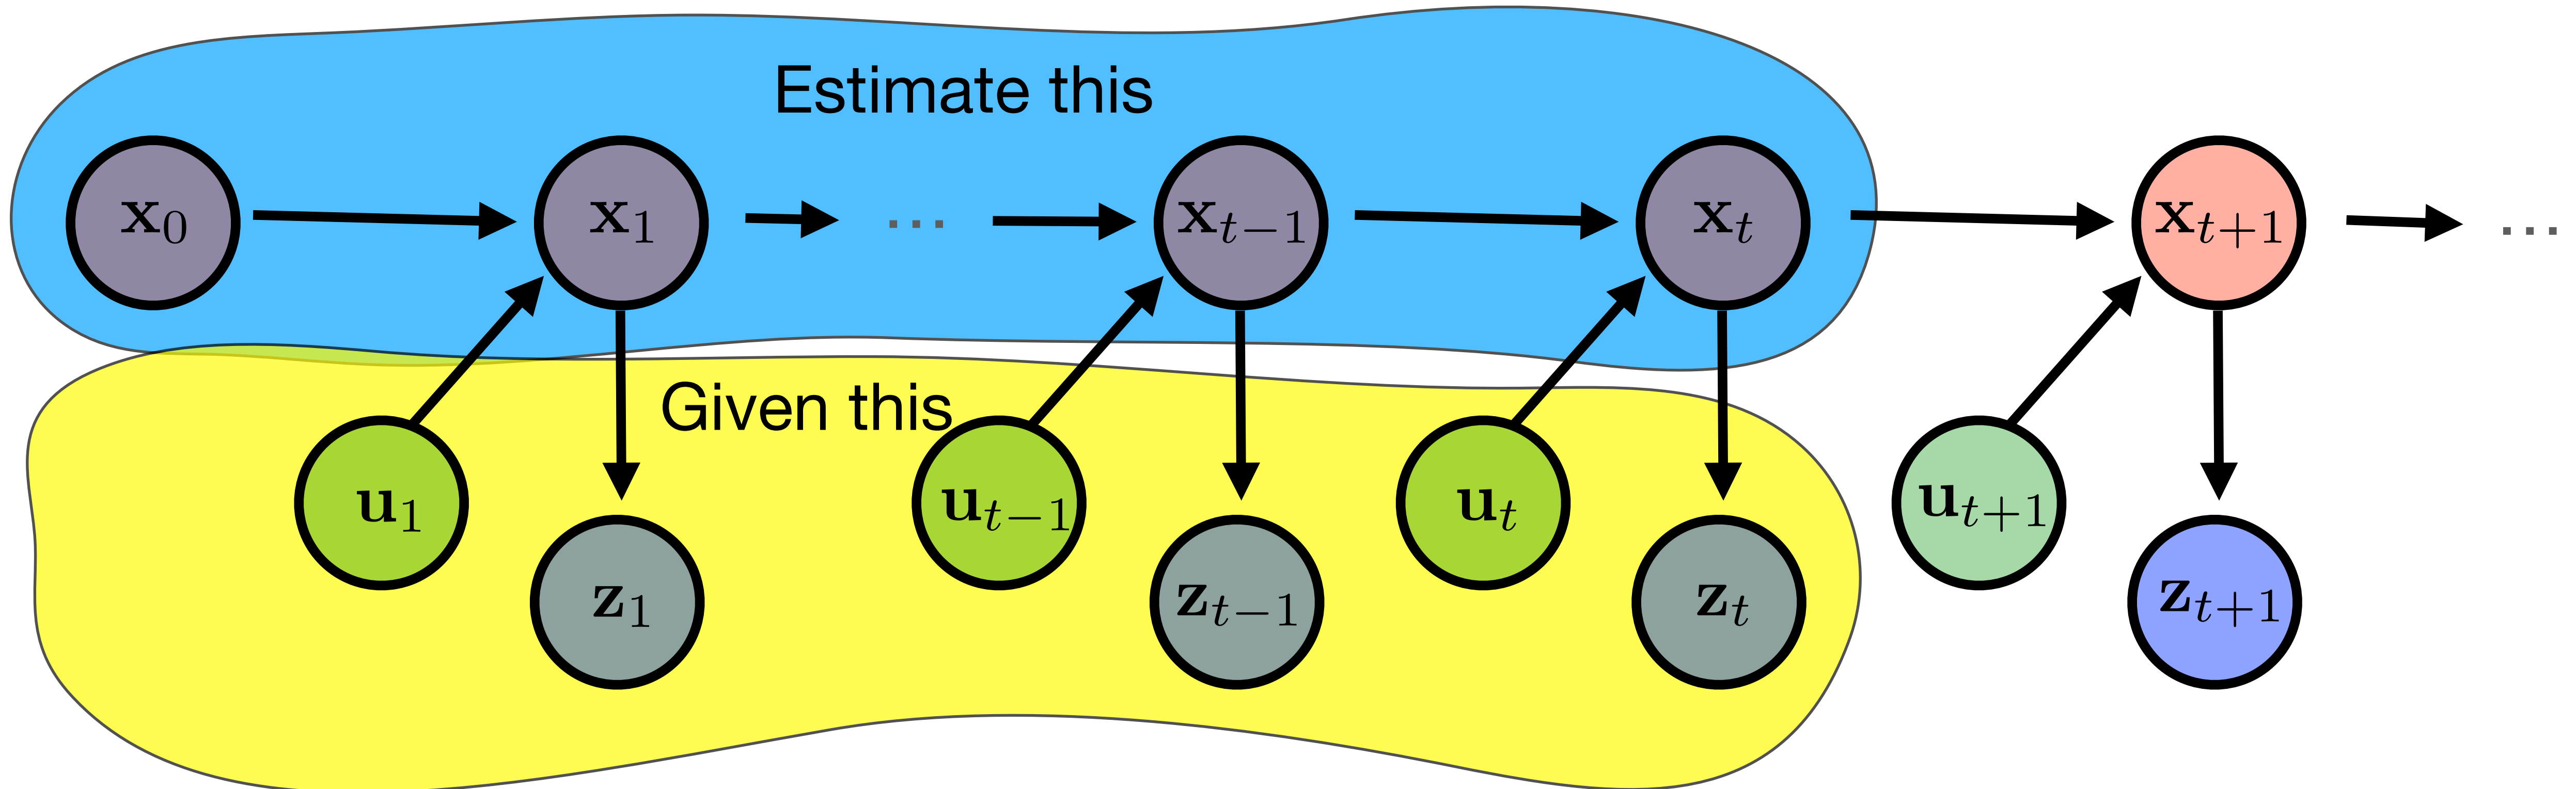 Estimate this
x₀ x₁ ... xₜ₋₁ xₜ xₜ₊₁ ...
Given this
u₁ uₜ₋₁ uₜ uₜ₊₁
z₁ zₜ₋₁ zₜ zₜ₊₁